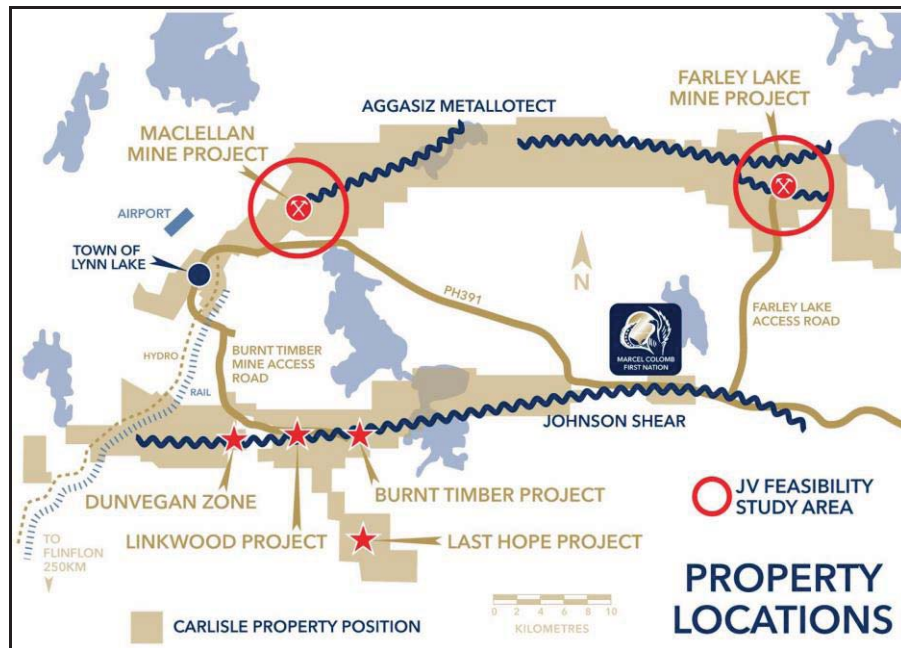 AGGASIZ METALLOTECT
FARLEY LAKE
MINE PROJECT
MACLELLAN
MINE PROJECT
AIRPORT
TOWN OF
LYNN LAKE
N
PH391
FARLEY LAKE
ACCESS ROAD
MARCEL COLOMB
FIRST NATION
HYDRO
BURNT TIMBER
MINE ACCESS
ROAD
RAIL
JOHNSON SHEAR
DUNVEGAN ZONE
BURNT TIMBER PROJECT
LINKWOOD PROJECT
LAST HOPE PROJECT
JV FEASIBILITY
STUDY AREA
TO
FLINFLON
250KM
PROPERTY
LOCATIONS
0 2 4 6 8 10
KILOMETRES
CARLISLE PROPERTY POSITION